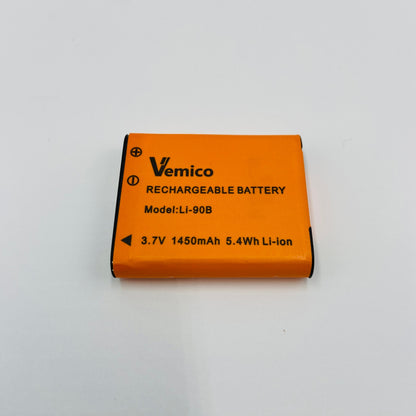 Vemico
RECHARGEABLE BATTERY
Model:Li-90B
3.7V 1450mAh 5.4Wh Li-ion